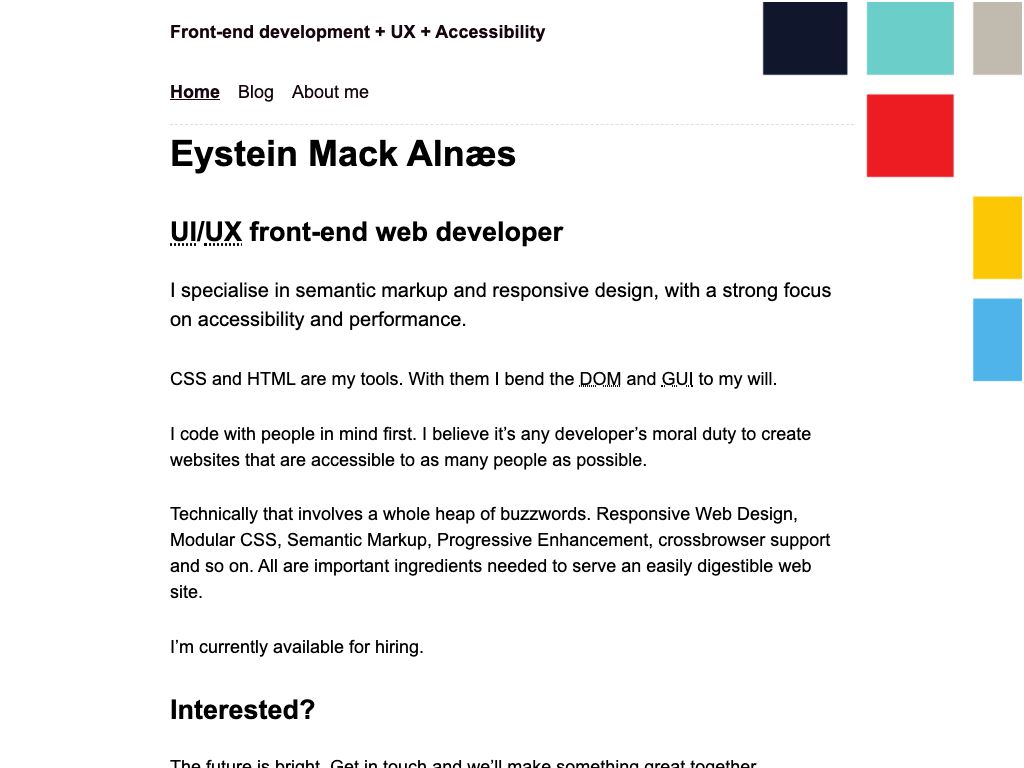 Front-end development + UX + Accessibility
Home Blog About me
Eystein Mack Alnæs
UI/UX front-end web developer
I specialise in semantic markup and responsive design, with a strong focus
on accessibility and performance.
CSS and HTML are my tools. With them I bend the DOM and GUI to my will.
I code with people in mind first. I believe it’s any developer’s moral duty to create
websites that are accessible to as many people as possible.
Technically that involves a whole heap of buzzwords. Responsive Web Design,
Modular CSS, Semantic Markup, Progressive Enhancement, crossbrowser support
and so on. All are important ingredients needed to serve an easily digestible web
site.
I’m currently available for hiring.
Interested?
The future is bright. Get in touch and we’ll make something great together.